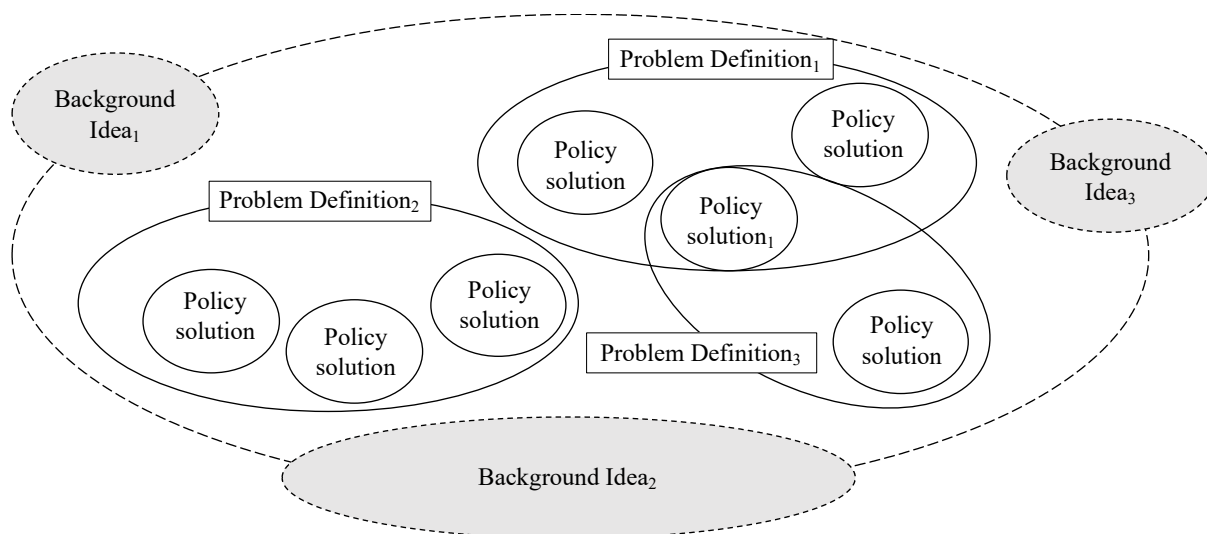 Problem Definition₁
Background
Idea₁
Policy
solution
Policy
solution
Background
Idea₃
Problem Definition₂
Policy
solution₁
Policy
solution
Policy
solution
Policy
solution
Problem Definition₃
Policy
solution
Background Idea₂